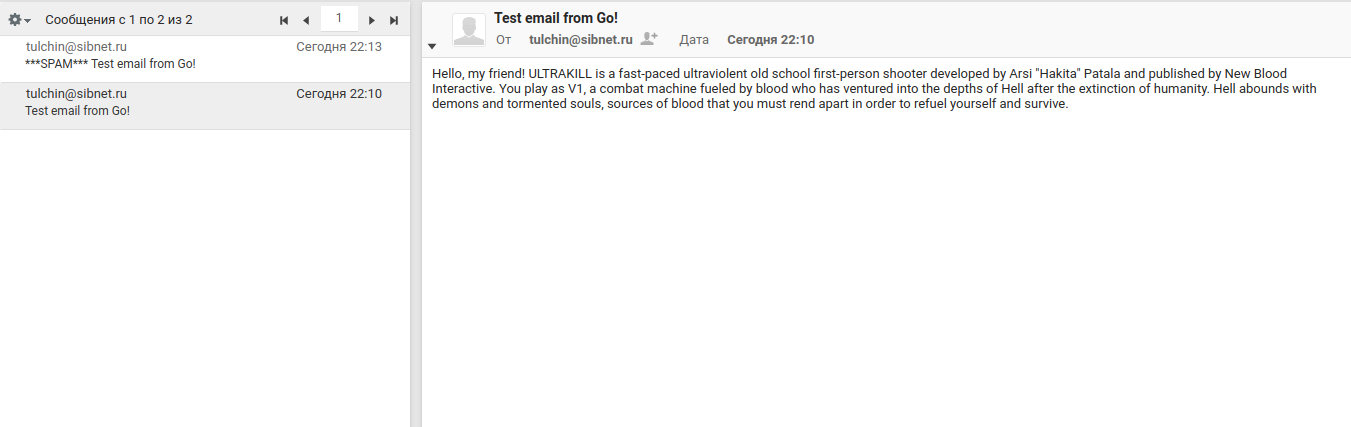 Сообщения с 1 по 2 из 2
1
tulchin@sibnet.ru Сегодня 22:13
***SPAM*** Test email from Go!
tulchin@sibnet.ru Сегодня 22:10
Test email from Go!
Test email from Go!
От tulchin@sibnet.ru Дата Сегодня 22:10
Hello, my friend! ULTRAKILL is a fast-paced ultraviolent old school first-person shooter developed by Arsi "Hakita" Patala and published by New Blood
Interactive. You play as V1, a combat machine fueled by blood who has ventured into the depths of Hell after the extinction of humanity. Hell abounds with
demons and tormented souls, sources of blood that you must rend apart in order to refuel yourself and survive.